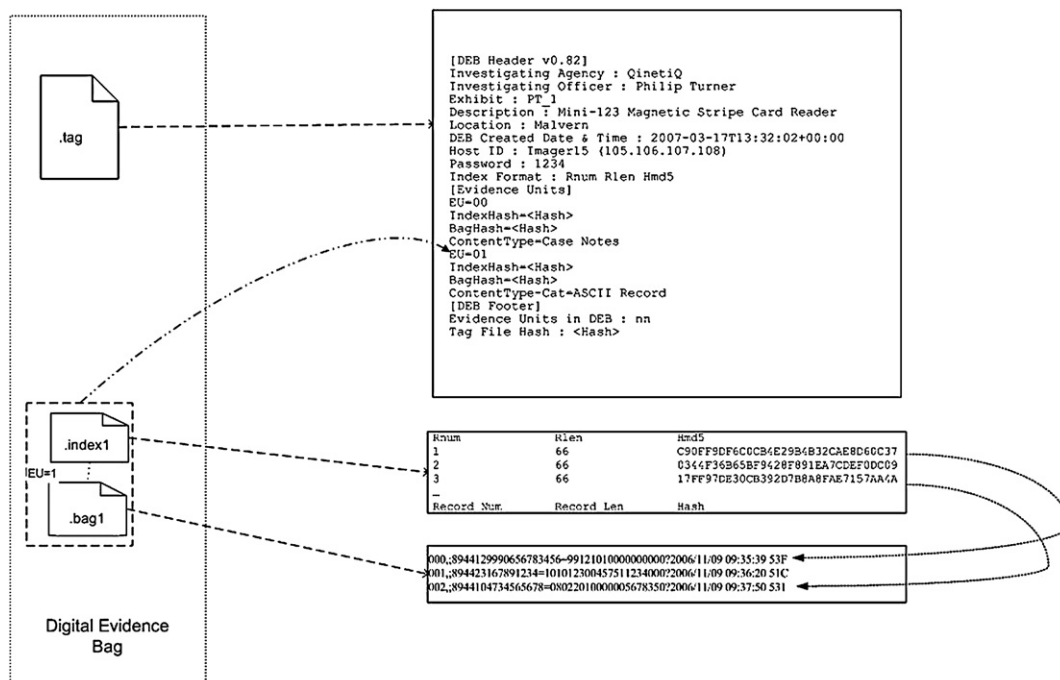 .tag
[DEB Header v0.82]
Investigating Agency : QinetiQ
Investigating Officer : Philip Turner
Exhibit : PT_1
Description : Mini-123 Magnetic Stripe Card Reader
Location : Malvern
DEB Created Date & Time : 2007-03-17T13:32:02+00:00
Host ID : Imager15 (105.106.107.108)
Password : 1234
Index Format : Rnum Rlen Hmd5
[Evidence Units]
EU=00
IndexHash=<Hash>
BagHash=<Hash>
ContentType=Case Notes
EU=01
IndexHash=<Hash>
BagHash=<Hash>
ContentType-Cat=ASCII Record
[DEB Footer]
Evidence Units in DEB : nn
Tag File Hash : <Hash>
.index1
EU=1
.bag1
Rnum Rlen Hmd5
1 66 C90FF9DF6C0CB4E29B4B32CAE8D60C37
2 66 0344F36B65BF9428F891EA7CDEF0DC09
3 66 17FF97DE30CB392D7B8A8FAE7157AA4A
Record Num Record Len Hash
000,;8944129990656783456=99121010000000000?2006/11/09 09:35:39 53F
001,;894423167891234=10101230045751123​4000?2006/11/09 09:36:20 51C
002,;8944104734565678=08022010000005678350?2006/11/09 09:37:50 531
Digital Evidence
Bag